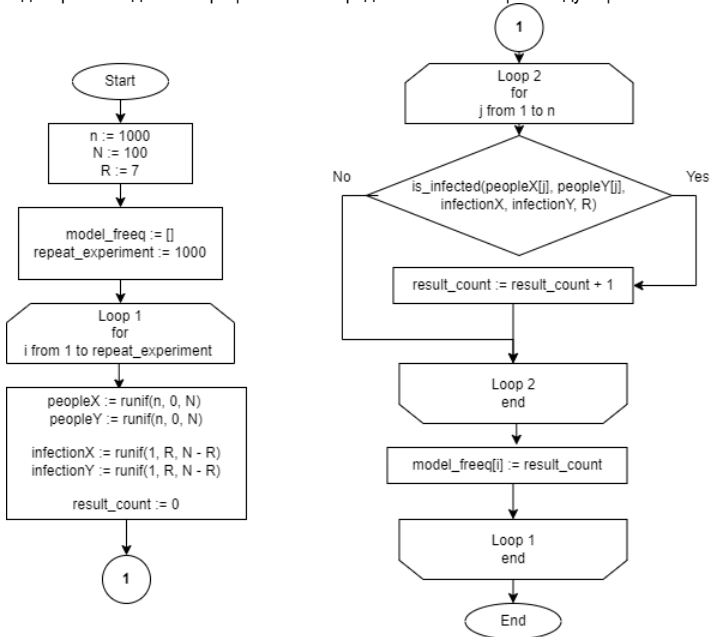 Start
n := 1000
N := 100
R := 7
model_freeq := []
repeat_experiment := 1000
Loop 1
for
i from 1 to repeat_experiment
peopleX := runif(n, 0, N)
peopleY := runif(n, 0, N)
infectionX := runif(1, R, N - R)
infectionY := runif(1, R, N - R)
result_count := 0
1
1
Loop 2
for
j from 1 to n
No
is_infected(peopleX[j], peopleY[j],
infectionX, infectionY, R)
Yes
result_count := result_count + 1
Loop 2
end
model_freeq[i] := result_count
Loop 1
end
End